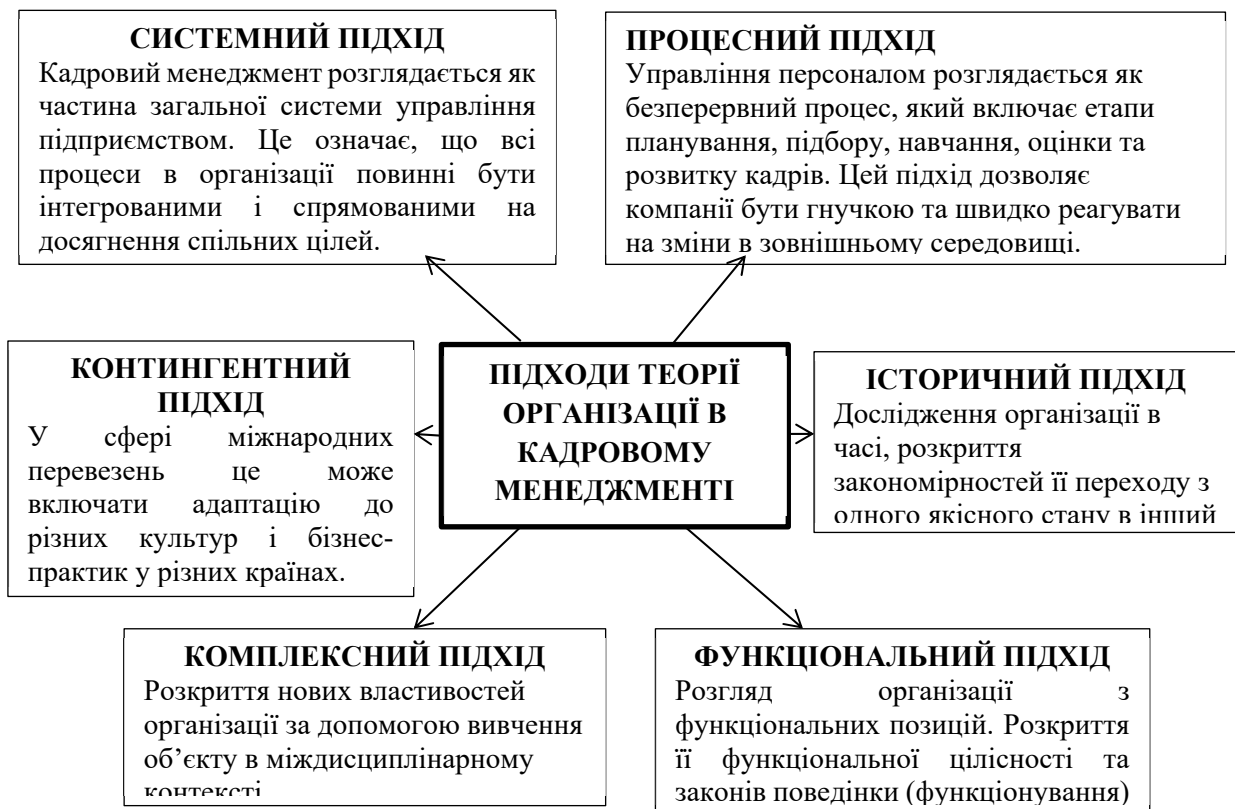 СИСТЕМНИЙ ПІДХІД
Кадровий менеджмент розглядається як
частина загальної системи управління
підприємством. Це означає, що всі
процеси в організації повинні бути
інтегрованими і спрямованими на
досягнення спільних цілей.
ПРОЦЕСНИЙ ПІДХІД
Управління персоналом розглядається як
безперервний процес, який включає етапи
планування, підбору, навчання, оцінки та
розвитку кадрів. Цей підхід дозволяє
компанії бути гнучкою та швидко реагувати
на зміни в зовнішньому середовищі.
КОНТИНГЕНТНИЙ
ПІДХІД
У сфері міжнародних
перевезень це може
включати адаптацію до
різних культур і бізнес-
практик у різних країнах.
ПІДХОДИ ТЕОРІЇ
ОРГАНІЗАЦІЇ В
КАДРОВОМУ
МЕНЕДЖМЕНТІ
ІСТОРИЧНИЙ ПІДХІД
Дослідження організації в
часі, розкриття
закономірностей її переходу з
одного якісного стану в інший
КОМПЛЕКСНИЙ ПІДХІД
Розкриття нових властивостей
організації за допомогою вивчення
об’єкту в міждисциплінарному
контексті
ФУНКЦІОНАЛЬНИЙ ПІДХІД
Розгляд організації з
функціональних позицій. Розкриття
її функціональної цілісності та
законів поведінки (функціонування)